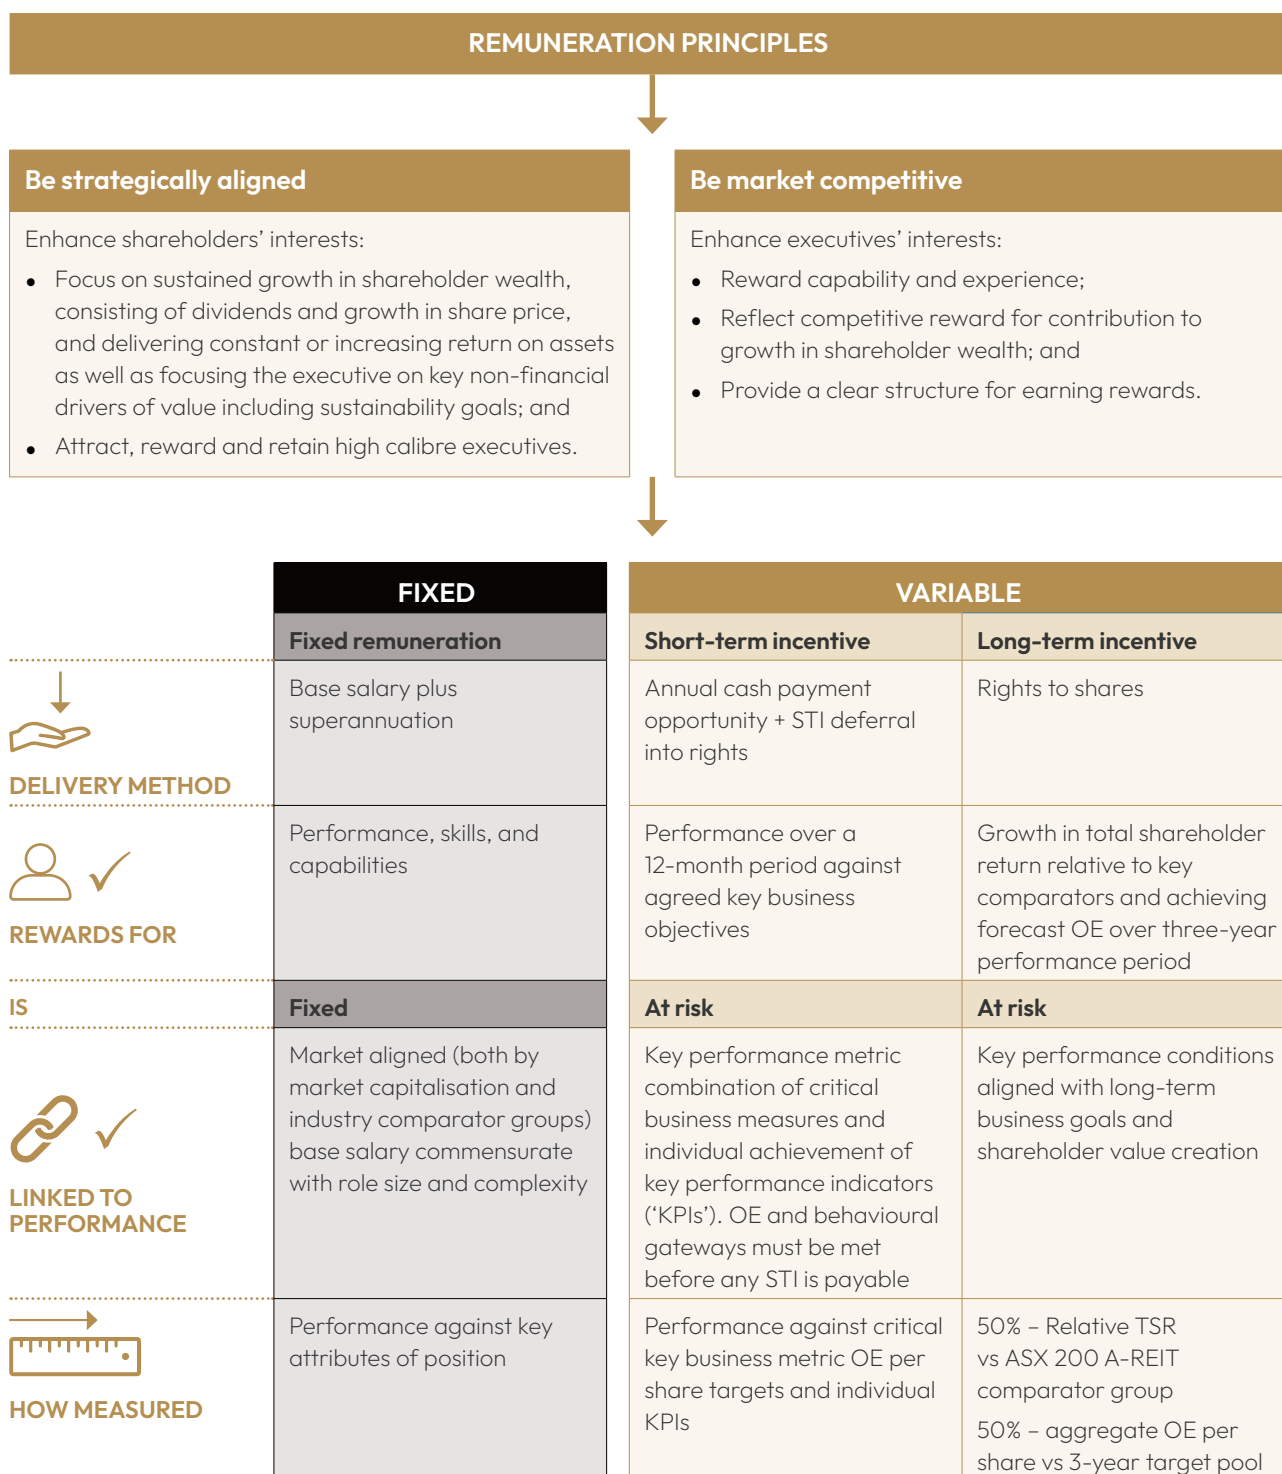 REMUNERATION PRINCIPLES
Be strategically aligned
Enhance shareholders’ interests:
• Focus on sustained growth in shareholder wealth,
consisting of dividends and growth in share price,
and delivering constant or increasing return on assets
as well as focusing the executive on key non-financial
drivers of value including sustainability goals; and
• Attract, reward and retain high calibre executives.
Be market competitive
Enhance executives’ interests:
• Reward capability and experience;
• Reflect competitive reward for contribution to
growth in shareholder wealth; and
• Provide a clear structure for earning rewards.
FIXED
VARIABLE
Fixed remuneration
Short-term incentive
Long-term incentive
DELIVERY METHOD
Base salary plus
superannuation
Annual cash payment
opportunity + STI deferral
into rights
Rights to shares
REWARDS FOR
Performance, skills, and
capabilities
Performance over a
12-month period against
agreed key business
objectives
Growth in total shareholder
return relative to key
comparators and achieving
forecast OE over three-year
performance period
IS
Fixed
At risk
At risk
LINKED TO
PERFORMANCE
Market aligned (both by
market capitalisation and
industry comparator groups)
base salary commensurate
with role size and complexity
Key performance metric
combination of critical
business measures and
individual achievement of
key performance indicators
(‘KPIs’). OE and behavioural
gateways must be met
before any STI is payable
Key performance conditions
aligned with long-term
business goals and
shareholder value creation
HOW MEASURED
Performance against key
attributes of position
Performance against critical
key business metric OE per
share targets and individual
KPIs
50% – Relative TSR
vs ASX 200 A-REIT
comparator group
50% – aggregate OE per
share vs 3-year target pool